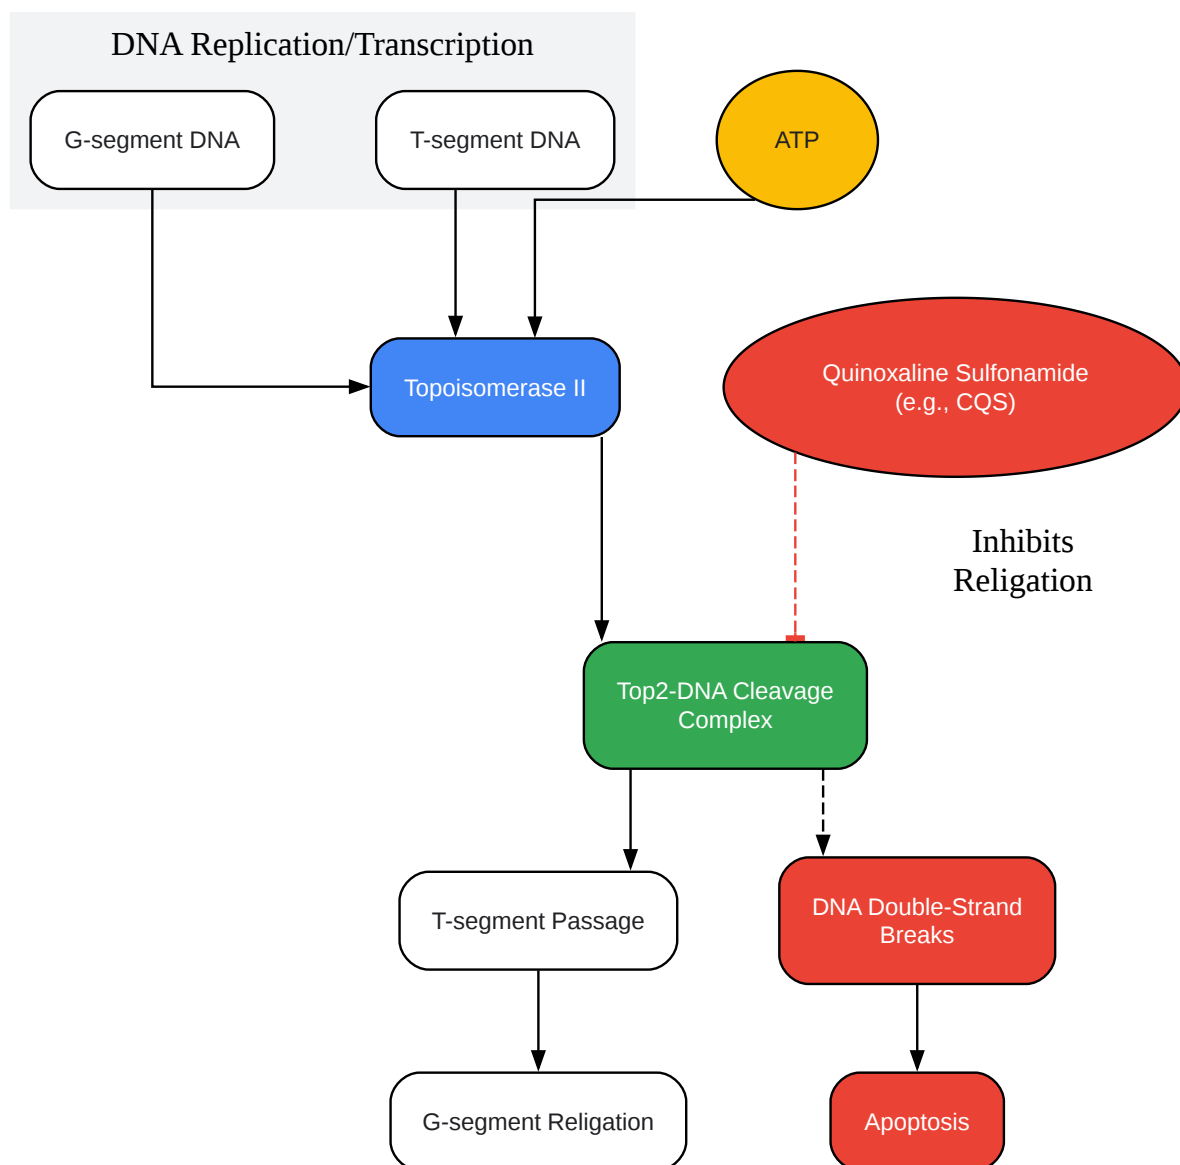 DNA Replication/Transcription
G-segment DNA
T-segment DNA
ATP
Topoisomerase II
Quinoxaline Sulfonamide
(e.g., CQS)
Inhibits
Religation
Top2-DNA Cleavage
Complex
T-segment Passage
DNA Double-Strand
Breaks
G-segment Religation
Apoptosis